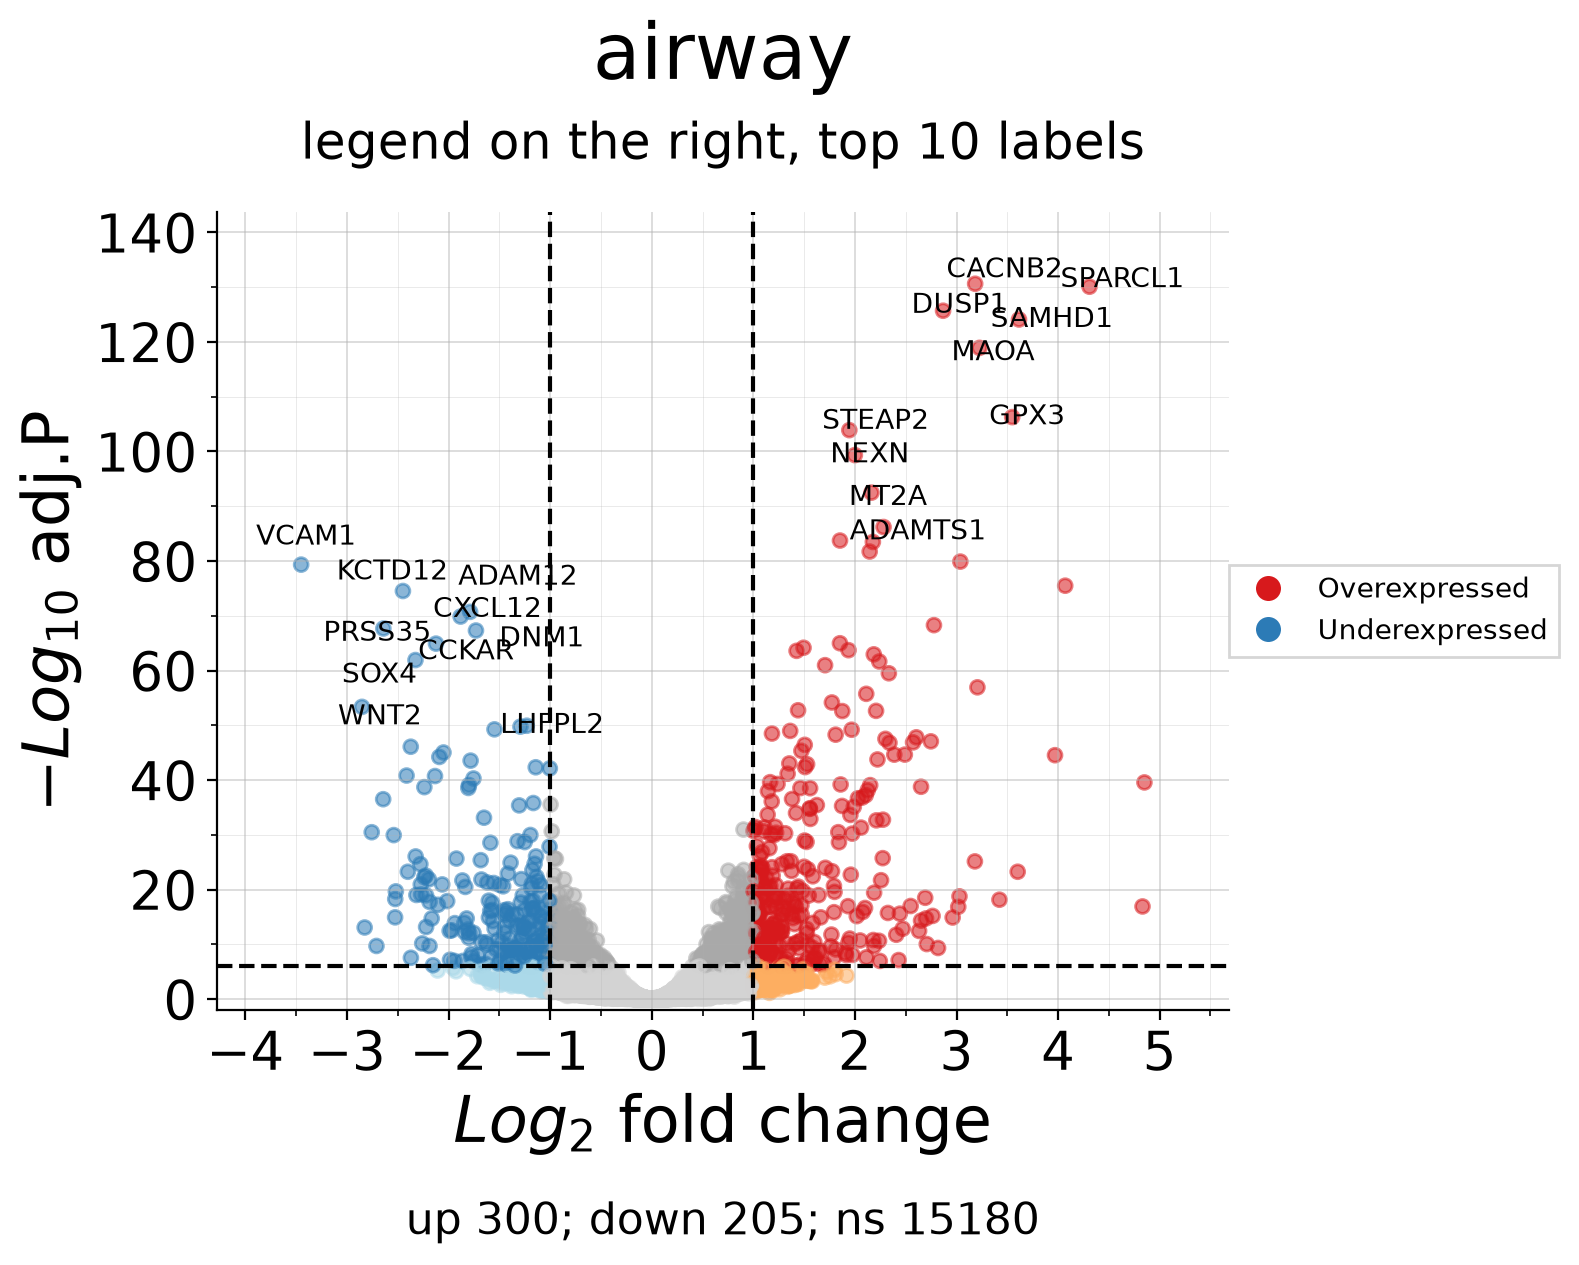 airway
legend on the right, top 10 labels
−Log10 adj.P
140
120
100
80
60
40
20
0
CACNB2
SPARCL1
DUSP1
SAMHD1
MAOA
GPX3
STEAP2
NEXN
MT2A
ADAMTS1
VCAM1
KCTD12
ADAM12
CXCL12
PRSS35
DNM1
CCKAR
SOX4
WNT2
LHFPL2
Overexpressed
Underexpressed
−4 −3 −2 −1 0 1 2 3 4 5
Log2 fold change
up 300; down 205; ns 15180